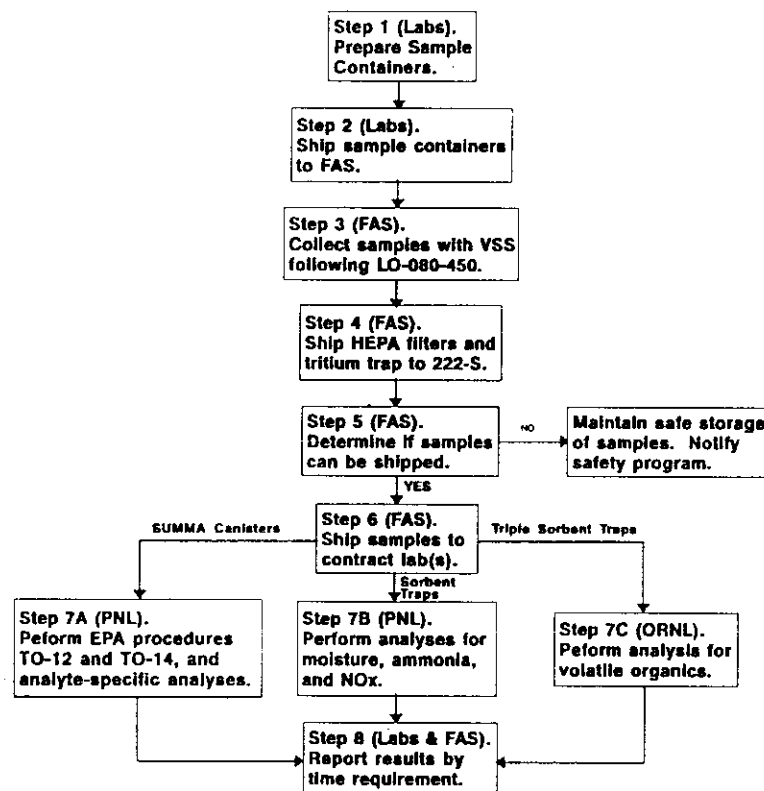 Step 1 (Labs).
Prepare Sample
Containers.
Step 2 (Labs).
Ship sample containers
to FAS.
Step 3 (FAS).
Collect samples with VSS
following LO-080-450.
Step 4 (FAS).
Ship HEPA filters and
tritium trap to 222-S.
Step 5 (FAS).
Determine if samples
can be shipped.
NO
Maintain safe storage
of samples. Notify
safety program.
YES
SUMMA Canisters
Step 6 (FAS).
Ship samples to
contract lab(s).
Triple Sorbent Traps
Sorbent
Traps
Step 7A (PNL).
Peform EPA procedures
TO-12 and TO-14, and
analyte-specific analyses.
Step 7B (PNL).
Perform analyses for
moisture, ammonia,
and NOx.
Step 7C (ORNL).
Peform analysis for
volatile organics.
Step 8 (Labs & FAS).
Report results by
time requirement.